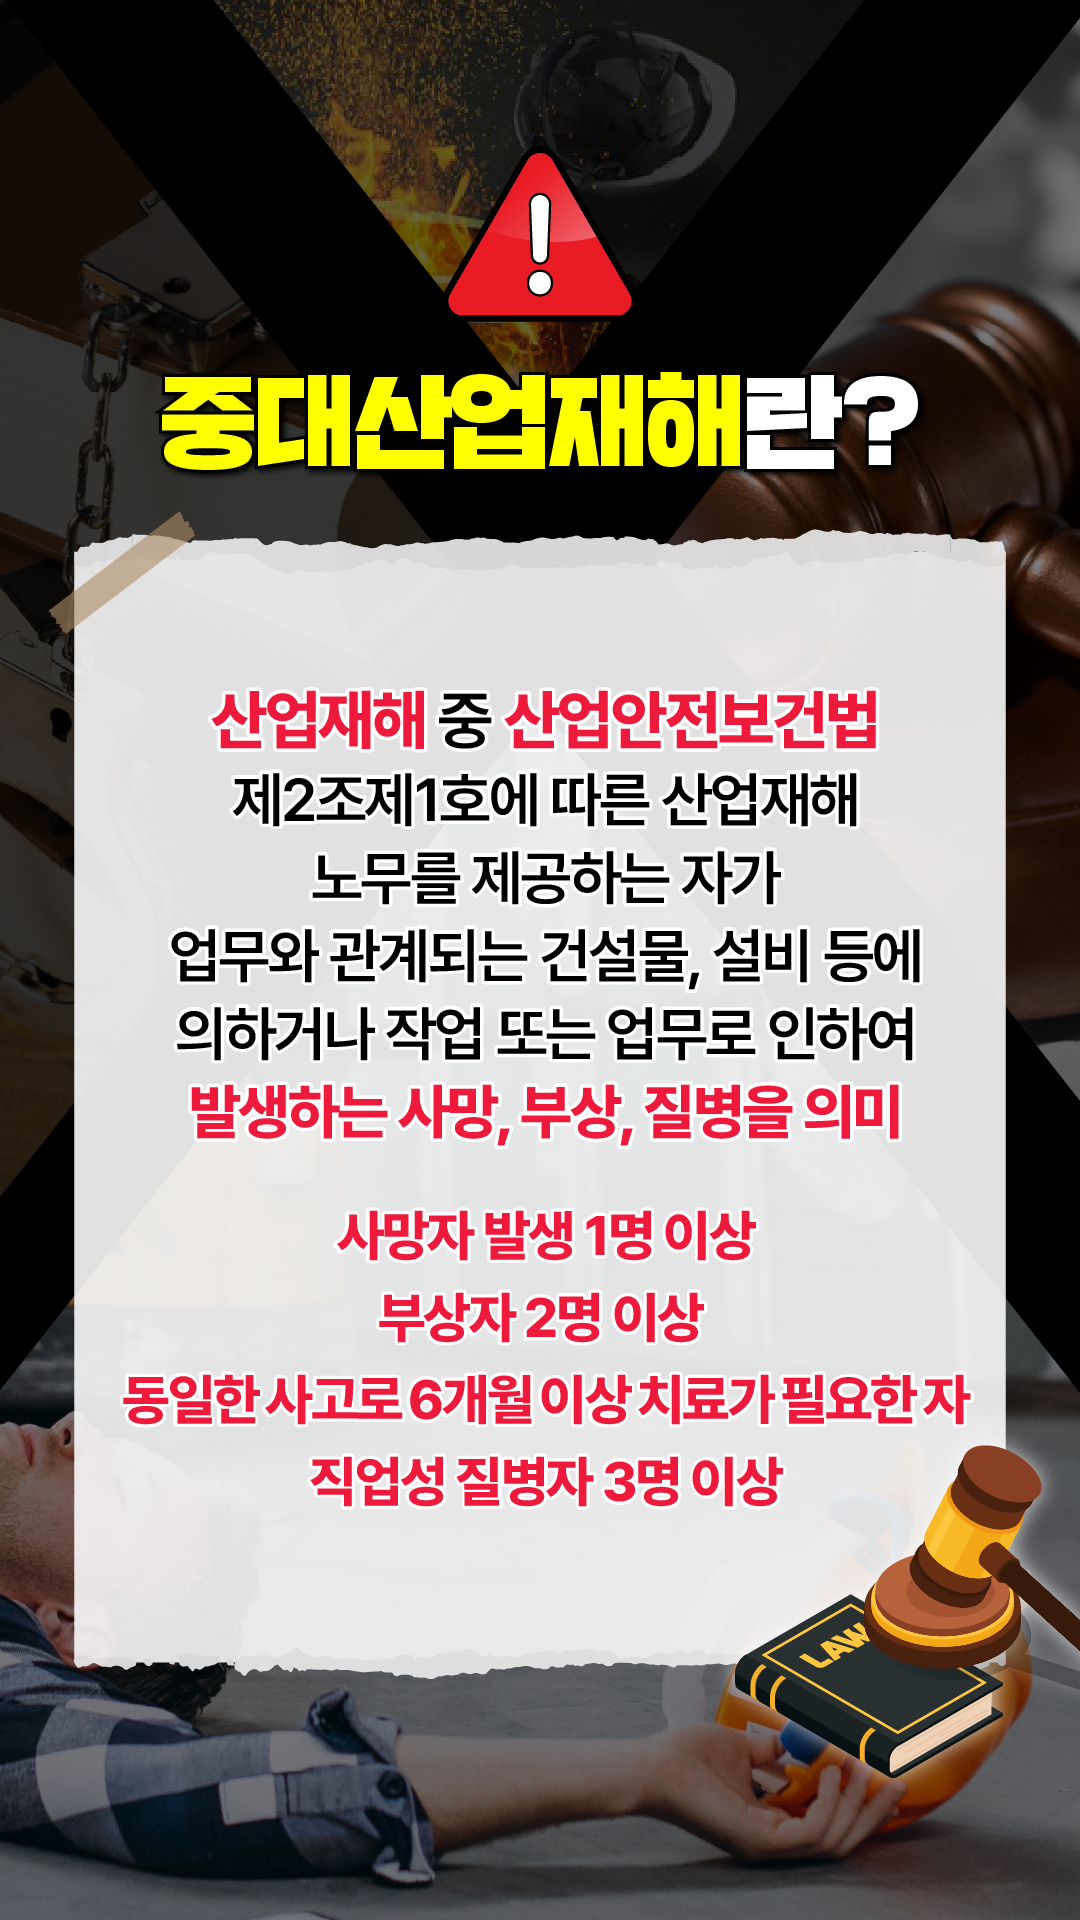 중대산업재해란?
산업재해 중 산업안전보건법
제2조제1호에 따른 산업재해
노무를 제공하는 자가
업무와 관계되는 건설물, 설비 등에
의하거나 작업 또는 업무로 인하여
발생하는 사망, 부상, 질병을 의미
사망자 발생 1명 이상
부상자 2명 이상
동일한 사고로 6개월 이상 치료가 필요한 자
직업성 질병자 3명 이상
LAW